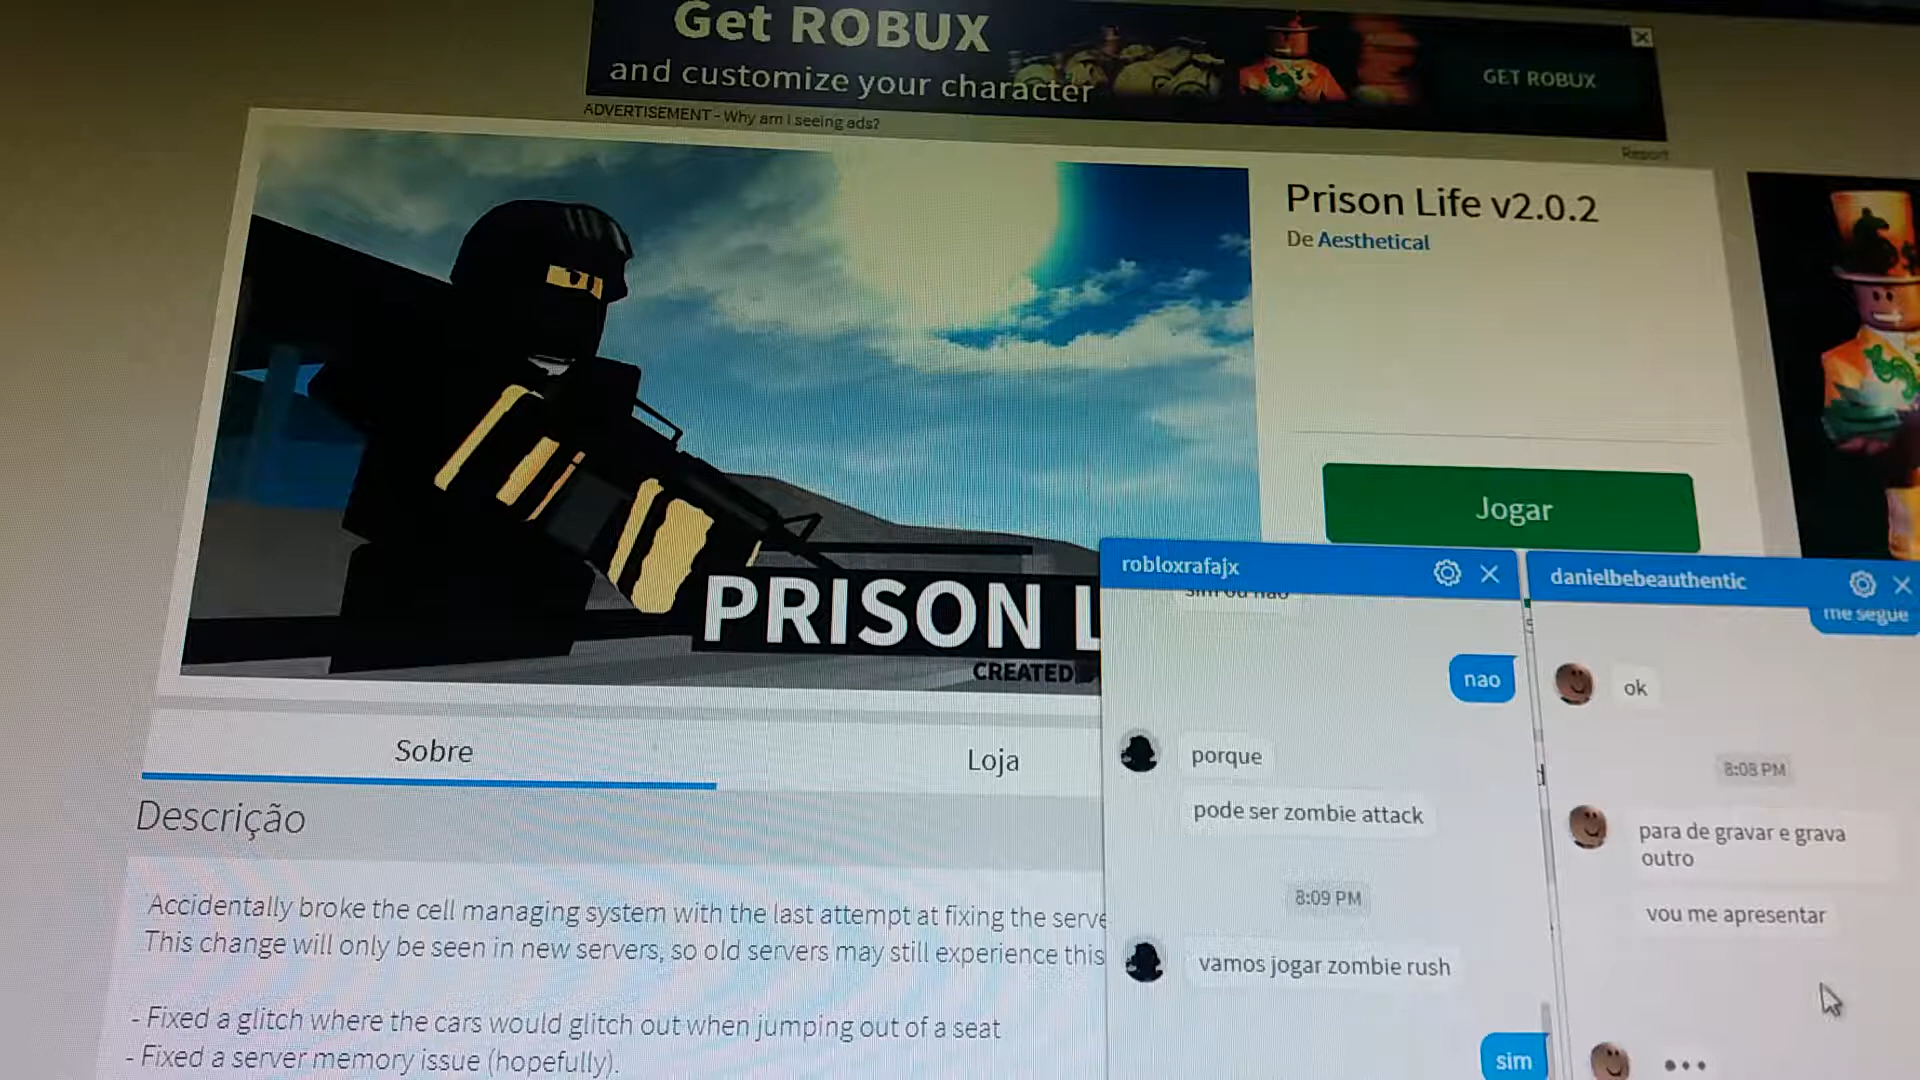 Get ROBUX
and customize your character
GET ROBUX
ADVERTISEMENT - Why am I seeing ads?
Report
Prison Life v2.0.2
De Aesthetical
Jogar
PRISON L
CREATED
Sobre
Loja
Descrição
Accidentally broke the cell managing system with the last attempt at fixing the serve
This change will only be seen in new servers, so old servers may still experience this
- Fixed a glitch where the cars would glitch out when jumping out of a seat
- Fixed a server memory issue (hopefully).
robloxrafajx
sim ou nao
nao
porque
pode ser zombie attack
8:09 PM
vamos jogar zombie rush
sim
danielbebeauthentic
me segue
ok
8:08 PM
para de gravar e grava
outro
vou me apresentar